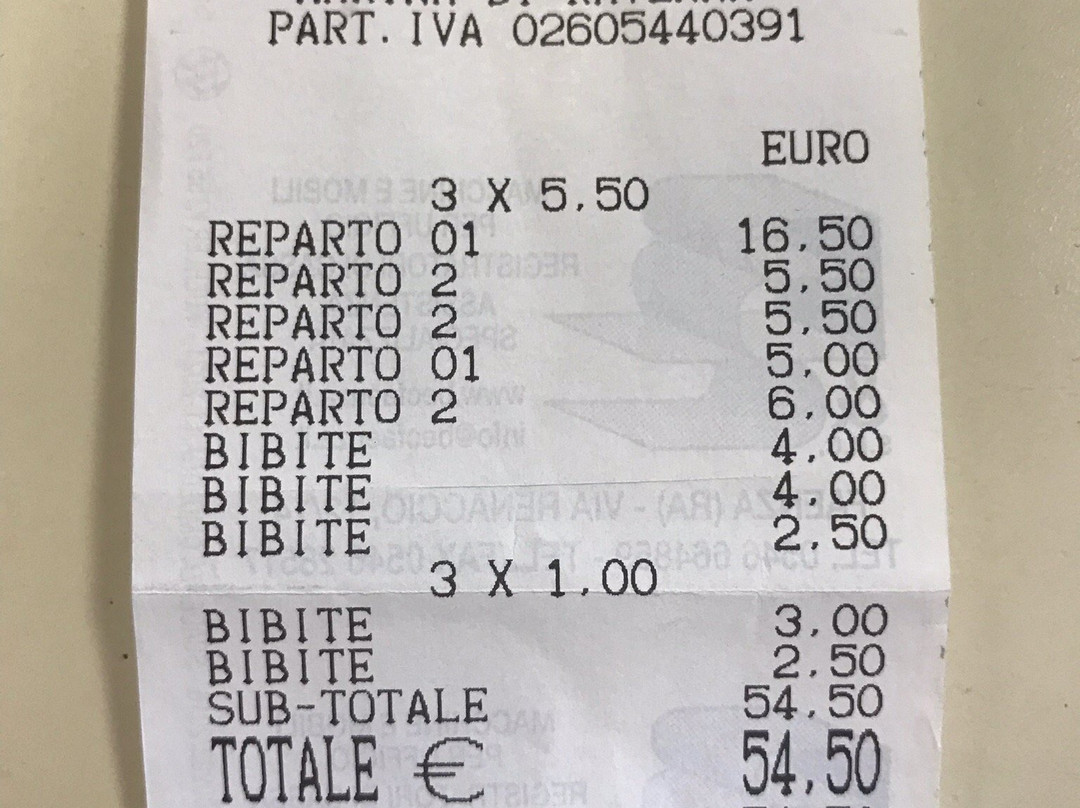 PART. IVA 02605440391
EURO
3 X 5,50
REPARTO 01 16,50
REPARTO 2 5,50
REPARTO 2 5,50
REPARTO 01 5,00
REPARTO 2 6,00
BIBITE 4,00
BIBITE 4,00
BIBITE 2,50
3 X 1,00
BIBITE 3,00
BIBITE 2,50
SUB-TOTALE 54,50
TOTALE € 54,50